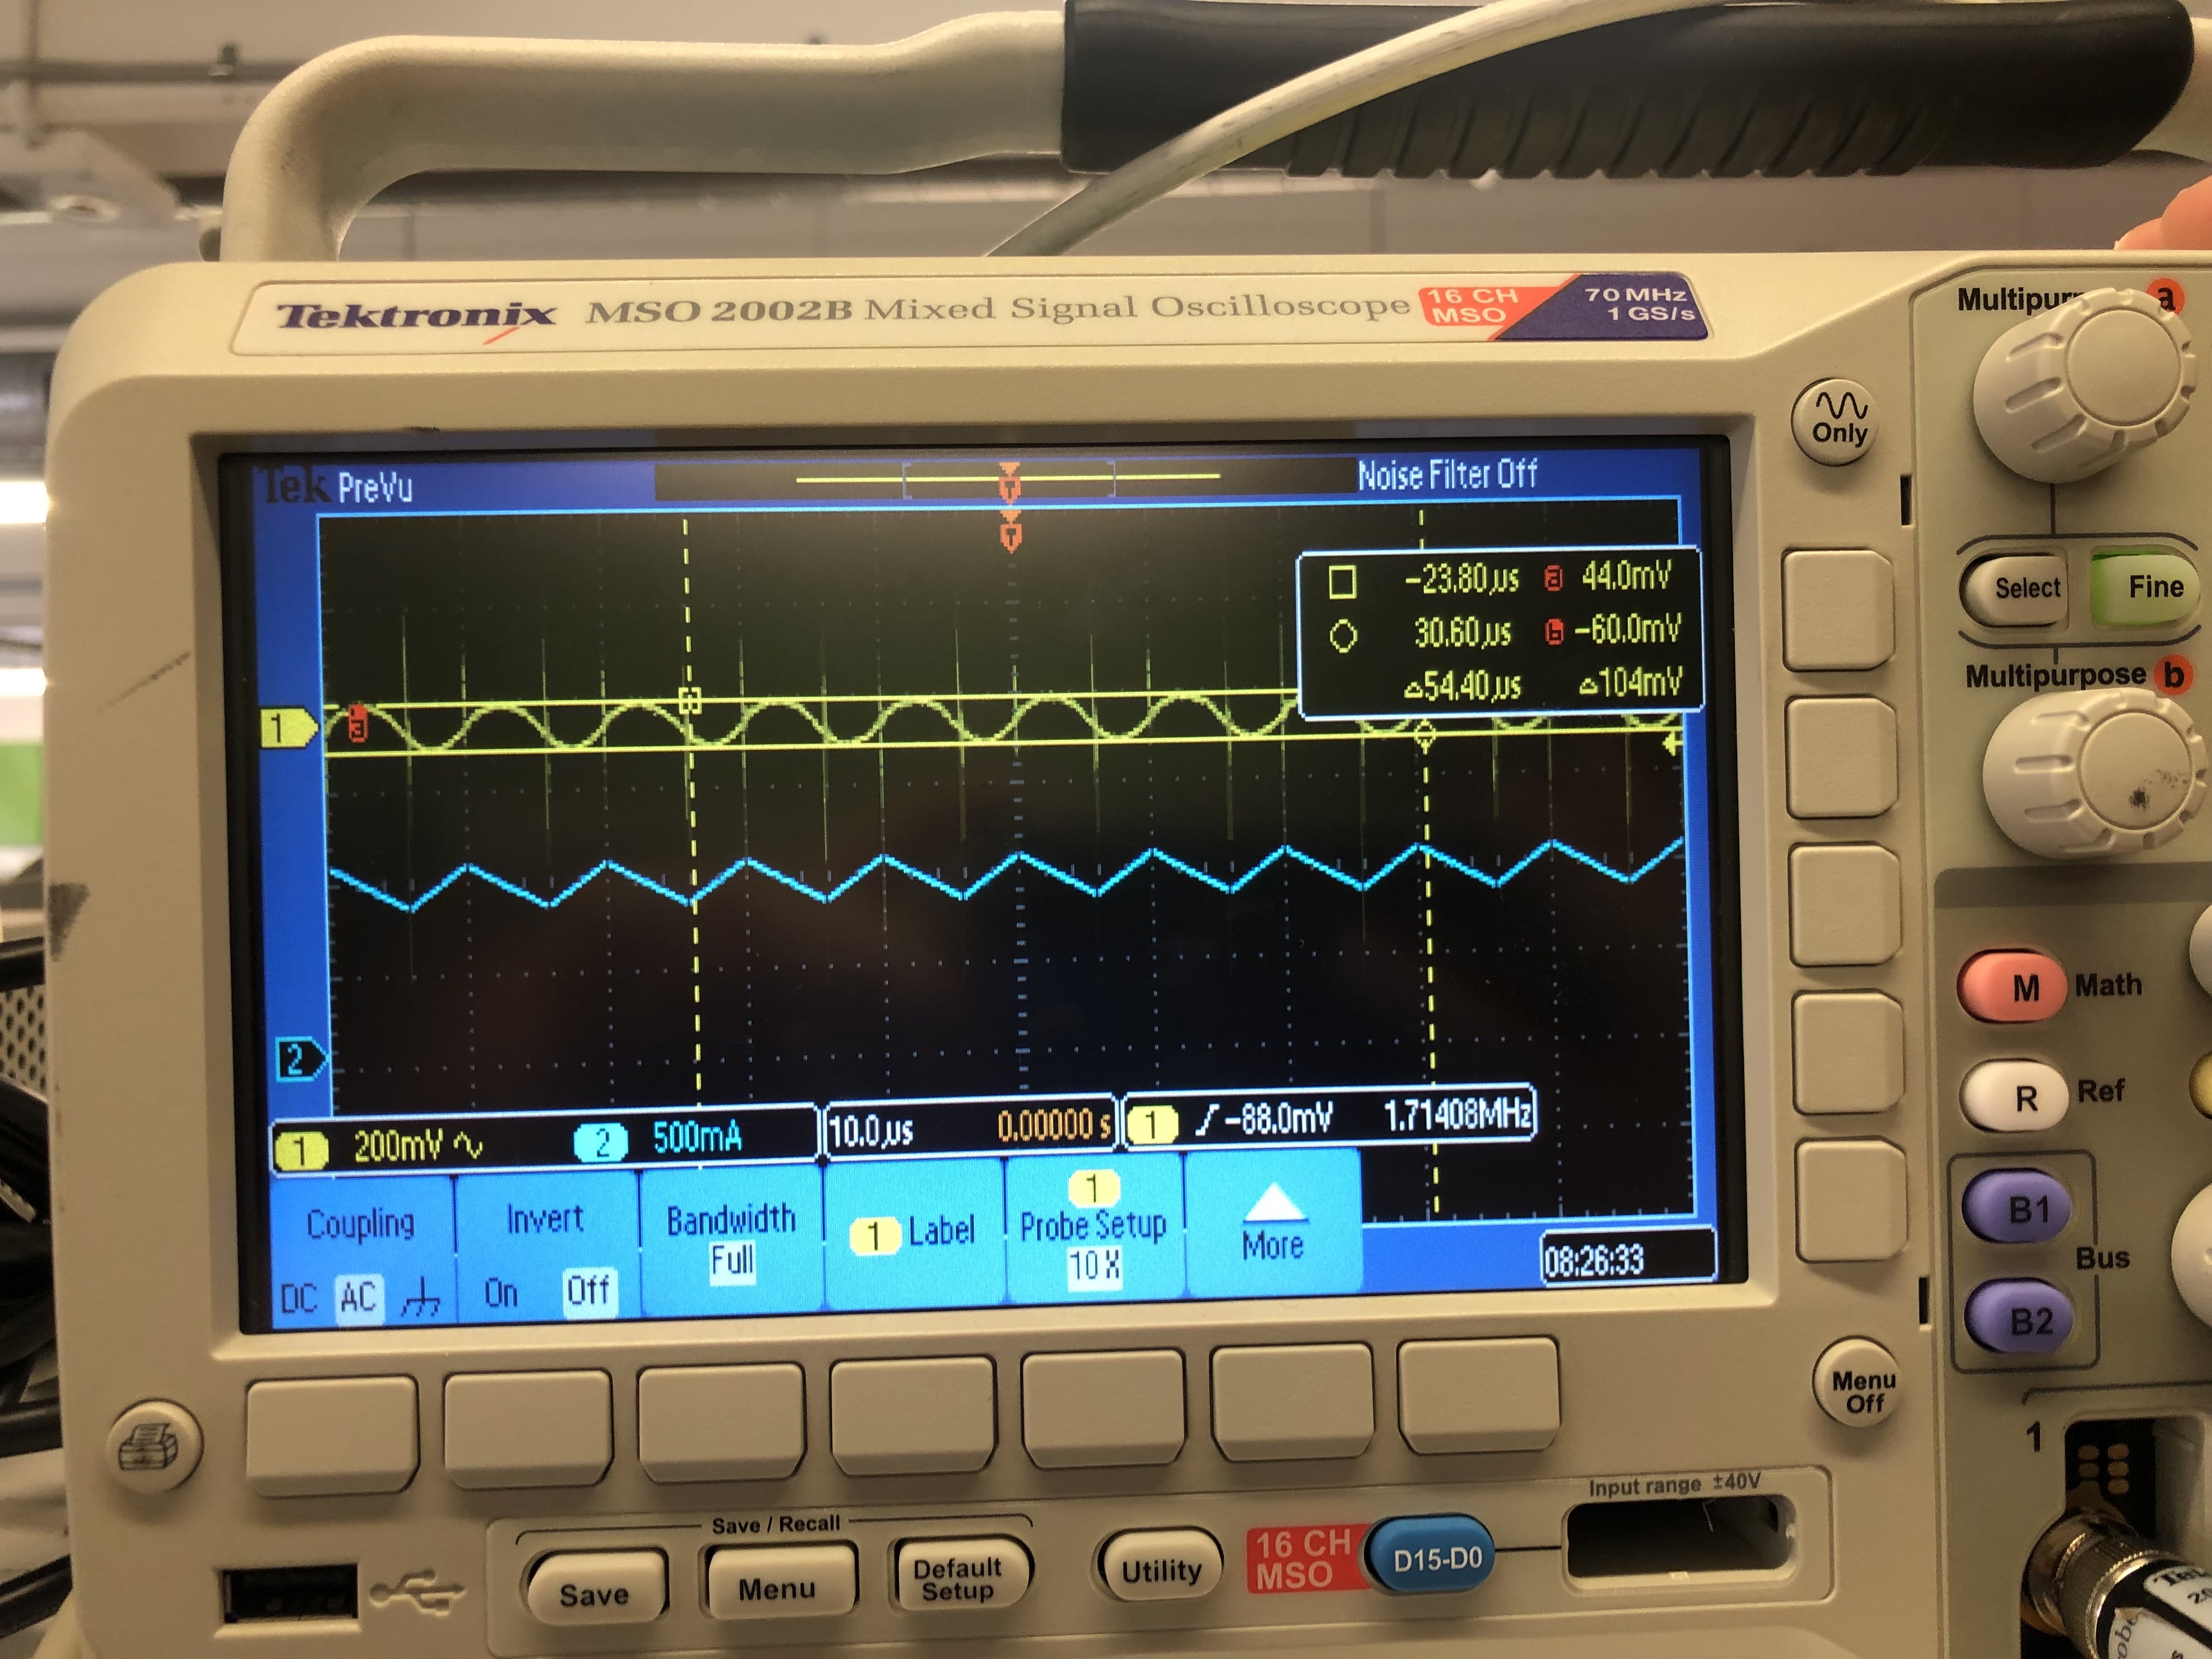 Tektronix MSO 2002B Mixed Signal Oscilloscope 16 CH MSO 70 MHz 1 GS/s
a
Only
Tek PreVu
Noise Filter Off
T
T
-23.80µs a 44.0mV
30.60µs b -60.0mV
△54.40µs △104mV
1
2
Select
Fine
Multipurpose b
M Math
R Ref
B1
Bus
B2
1 200mV 2 500mA
10.0µs 0.00000 s
1 -88.0mV 1.71408MHz
Coupling
DC AC
Invert
On Off
Bandwidth
Full
1 Label
1
Probe Setup
10 X
More
08:26:33
Menu
Off
1
Input range ±40V
Save / Recall
Save
Menu
Default
Setup
Utility
16 CH
MSO
D15-D0